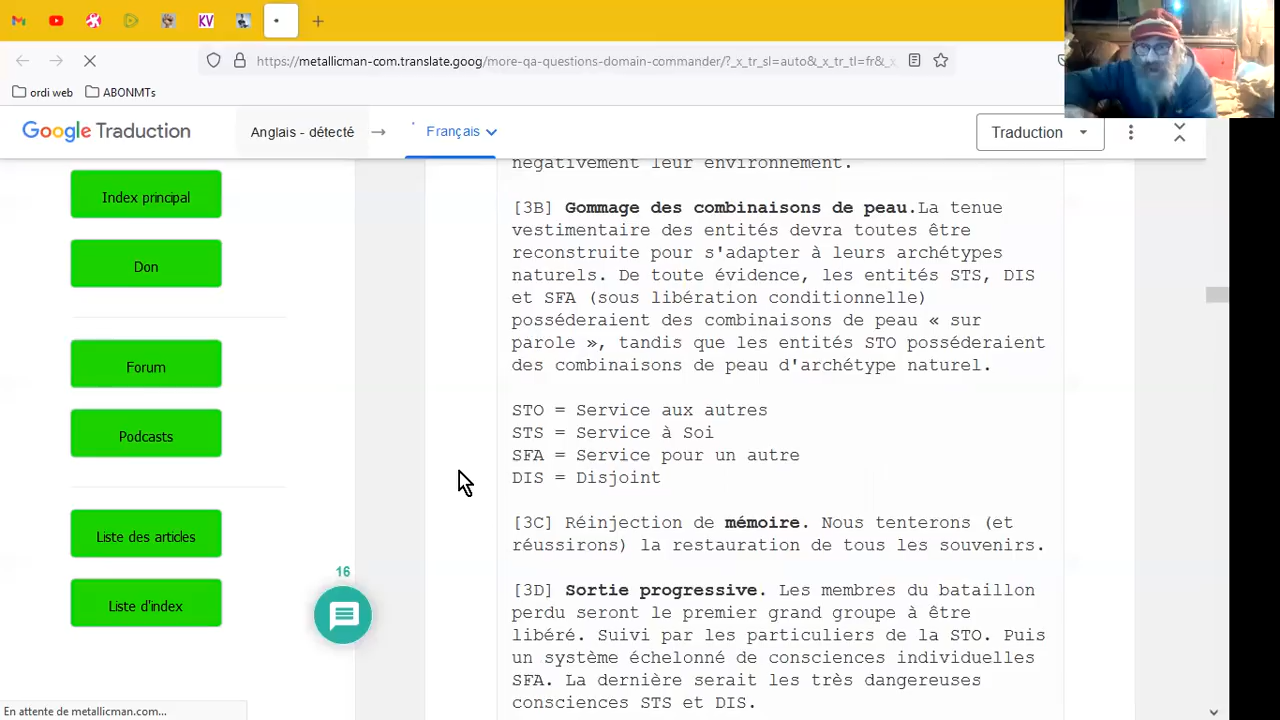 KV
https://metallicman-com.translate.goog/more-qa-questions-domain-commander/?_x_tr_sl=auto&_x_tr_tl=fr&_x_
ordi web
ABONMTs
Google Traduction
Anglais - détecté
Français
Traduction
Index principal
Don
Forum
Podcasts
Liste des articles
Liste d'index
16
négativement leur environnement.
[3B] Gommage des combinaisons de peau.La tenue
vestimentaire des entités devra toutes être
reconstruite pour s'adapter à leurs archétypes
naturels. De toute évidence, les entités STS, DIS
et SFA (sous libération conditionnelle)
posséderaient des combinaisons de peau « sur
parole », tandis que les entités STO posséderaient
des combinaisons de peau d'archétype naturel.
STO = Service aux autres
STS = Service à Soi
SFA = Service pour un autre
DIS = Disjoint
[3C] Réinjection de mémoire. Nous tenterons (et
réussirons) la restauration de tous les souvenirs.
[3D] Sortie progressive. Les membres du bataillon
perdu seront le premier grand groupe à être
libéré. Suivi par les particuliers de la STO. Puis
un système échelonné de consciences individuelles
SFA. La dernière serait les très dangereuses
consciences STS et DIS.
En attente de metallicman.com...